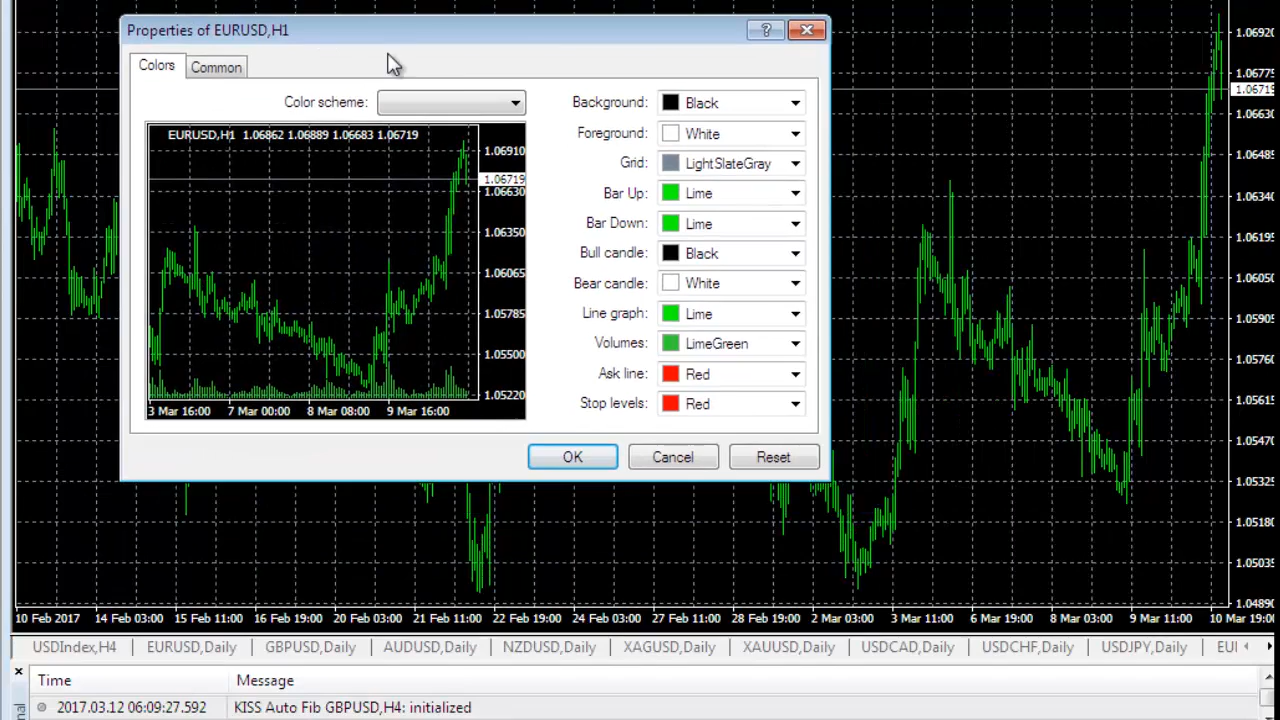 Properties of EURUSD,H1
?
Colors
Common
Color scheme:
EURUSD,H1 1.06862 1.06889 1.06683 1.06719
1.06910
1.06719
1.06630
1.06350
1.06065
1.05785
1.05500
1.05220
3 Mar 16:00 7 Mar 00:00 8 Mar 08:00 9 Mar 16:00
Background: Black
Foreground: White
Grid: LightSlateGray
Bar Up: Lime
Bar Down: Lime
Bull candle: Black
Bear candle: White
Line graph: Lime
Volumes: LimeGreen
Ask line: Red
Stop levels: Red
OK Cancel Reset
1.06920
1.06775
1.06719
1.06630
1.06485
1.06340
1.06195
1.06050
1.05905
1.05760
1.05615
1.05470
1.05325
1.05180
1.05035
1.04890
10 Feb 2017 14 Feb 03:00 15 Feb 11:00 16 Feb 19:00 20 Feb 03:00 21 Feb 11:00 22 Feb 19:00 24 Feb 03:00 27 Feb 11:00 28 Feb 19:00 2 Mar 03:00 3 Mar 11:00 6 Mar 19:00 8 Mar 03:00 9 Mar 11:00 10 Mar 19:00
USDIndex,H4 EURUSD,Daily GBPUSD,Daily AUDUSD,Daily NZDUSD,Daily XAGUSD,Daily XAUUSD,Daily USDCAD,Daily USDCHF,Daily USDJPY,Daily EUI
Time Message
2017.03.12 06:09:27.592 KISS Auto Fib GBPUSD,H4: initialized